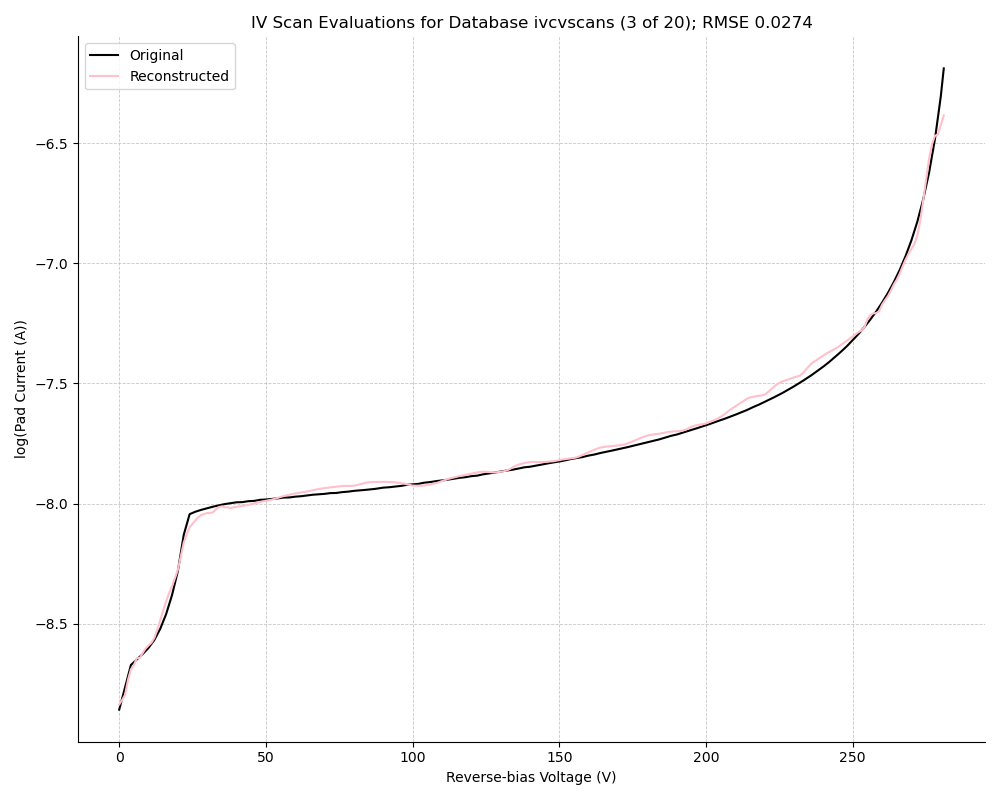 IV Scan Evaluations for Database ivcvscans (3 of 20); RMSE 0.0274
Original
Reconstructed
−6.5
−7.0
−7.5
−8.0
−8.5
log(Pad Current (A))
0
50
100
150
200
250
Reverse-bias Voltage (V)